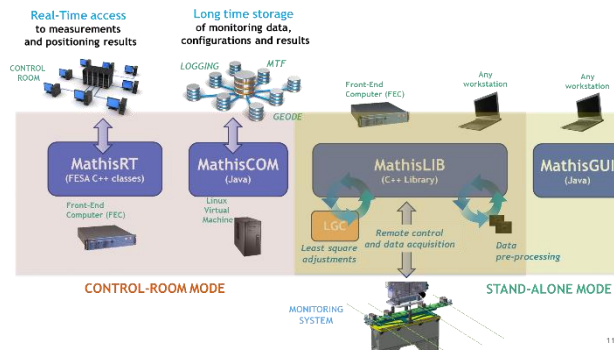 Real-Time access
to measurements
and positioning results
Long time storage
of monitoring data,
configurations and results
CONTROL
ROOM
LOGGING
MTF
GEODE
Front-End
Computer (FEC)
Any
workstation
Any
workstation
MathisRT
(FESA C++ classes)
MathisCOM
(Java)
MathisLIB
(C++ Library)
MathisGUI
(Java)
Front-End
Computer (FEC)
Linux
Virtual
Machine
LGC
Least square
adjustments
Remote control
and data acquisition
Data
pre-processing
CONTROL-ROOM MODE
MONITORING
SYSTEM
STAND-ALONE MODE
11